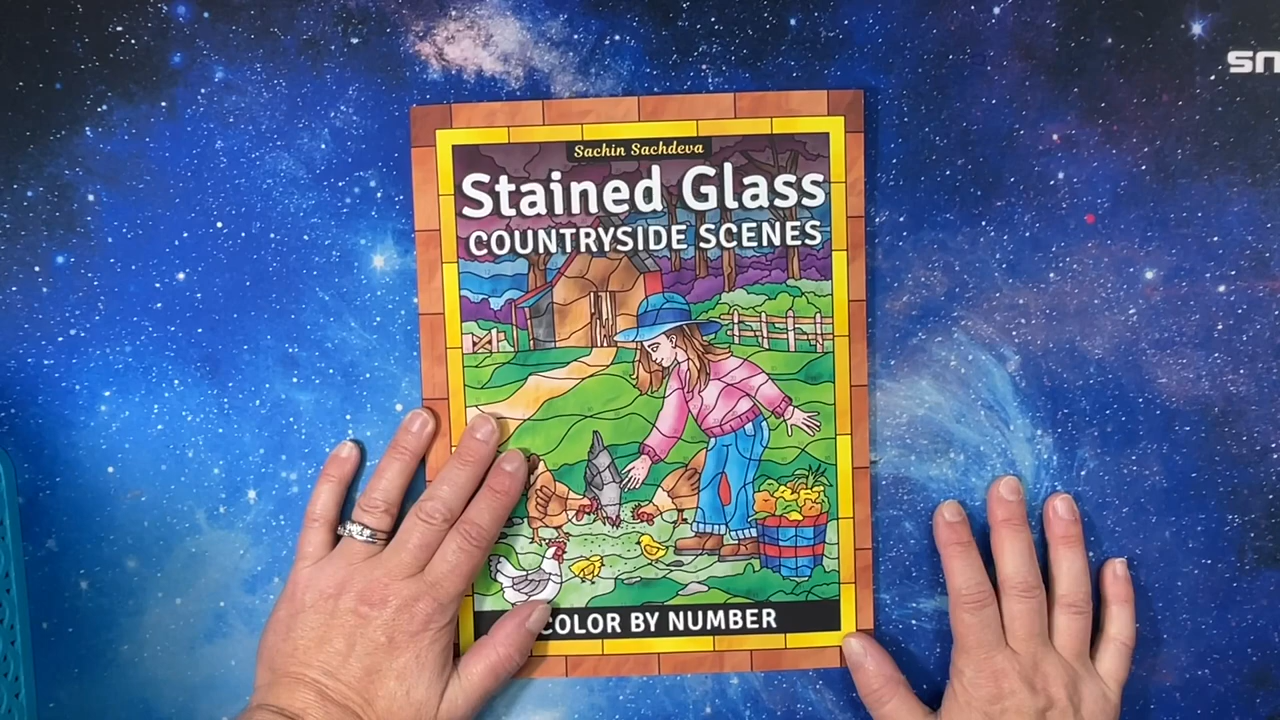 Sachin Sachdeva
Stained Glass
COUNTRYSIDE SCENES
COLOR BY NUMBER